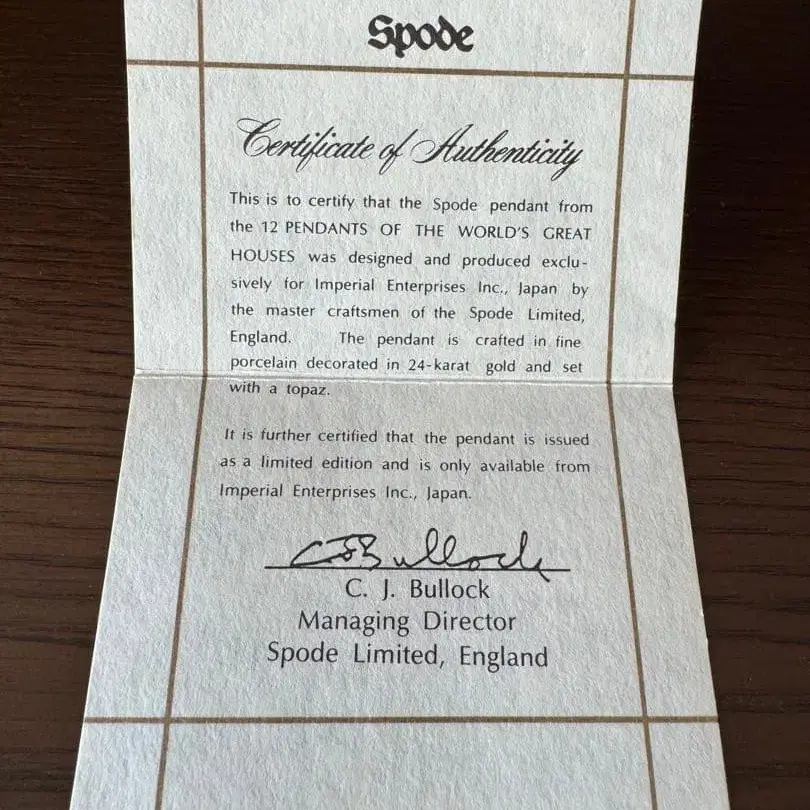 Spode
Certificate of Authenticity
This is to certify that the Spode pendant from
the 12 PENDANTS OF THE WORLD'S GREAT
HOUSES was designed and produced exclu-
sively for Imperial Enterprises Inc., Japan by
the master craftsmen of the Spode Limited,
England. The pendant is crafted in fine
porcelain decorated in 24-karat gold and set
with a topaz.
It is further certified that the pendant is issued
as a limited edition and is only available from
Imperial Enterprises Inc., Japan.
CJBullock
C. J. Bullock
Managing Director
Spode Limited, England